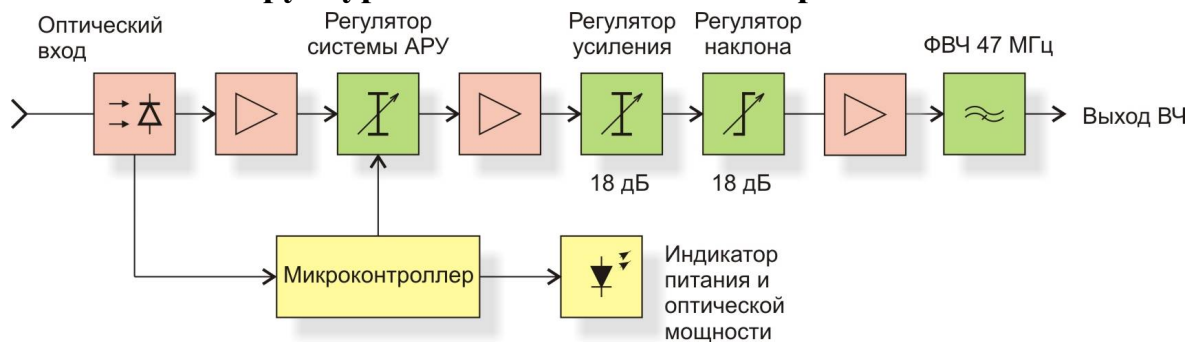 Оптический
вход
Регулятор
системы АРУ
Регулятор
усиления
Регулятор
наклона
ФВЧ 47 МГц
Выход ВЧ
18 дБ
18 дБ
Микроконтроллер
Индикатор
питания и
оптической
мощности